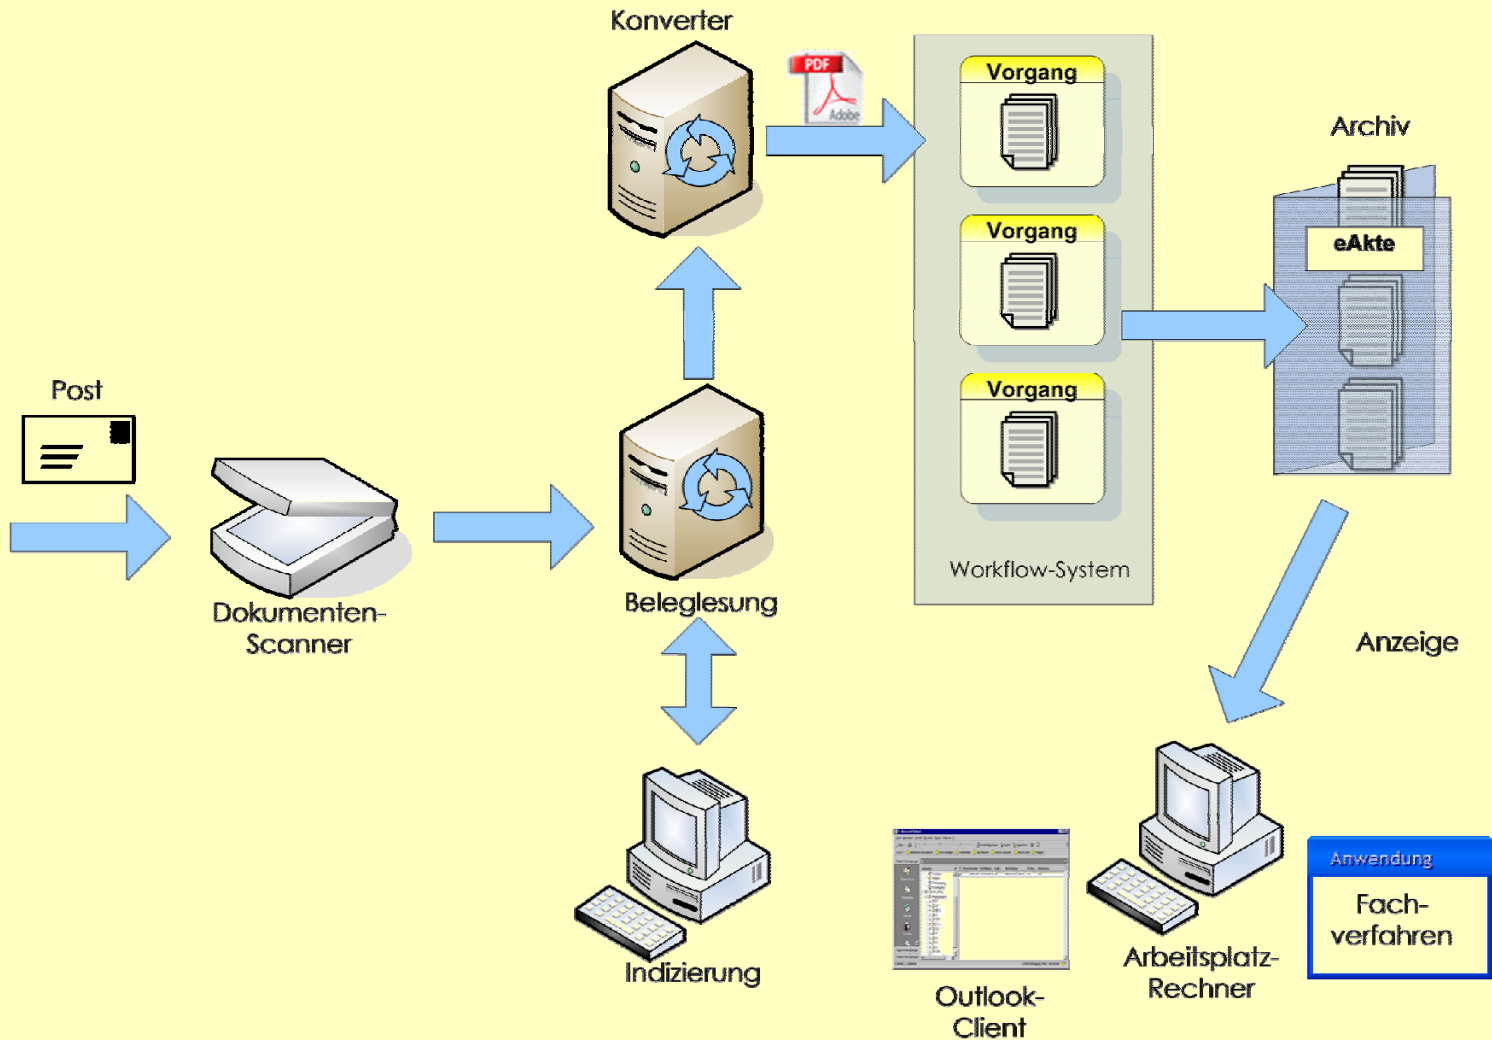 Konverter
PDF
Adobe
Vorgang
Vorgang
Vorgang
Workflow-System
Archiv
eAkte
Post
Dokumenten-
Scanner
Beleglesung
Indizierung
Anzeige
Outlook-
Client
Arbeitsplatz-
Rechner
Anwendung
Fach-
verfahren